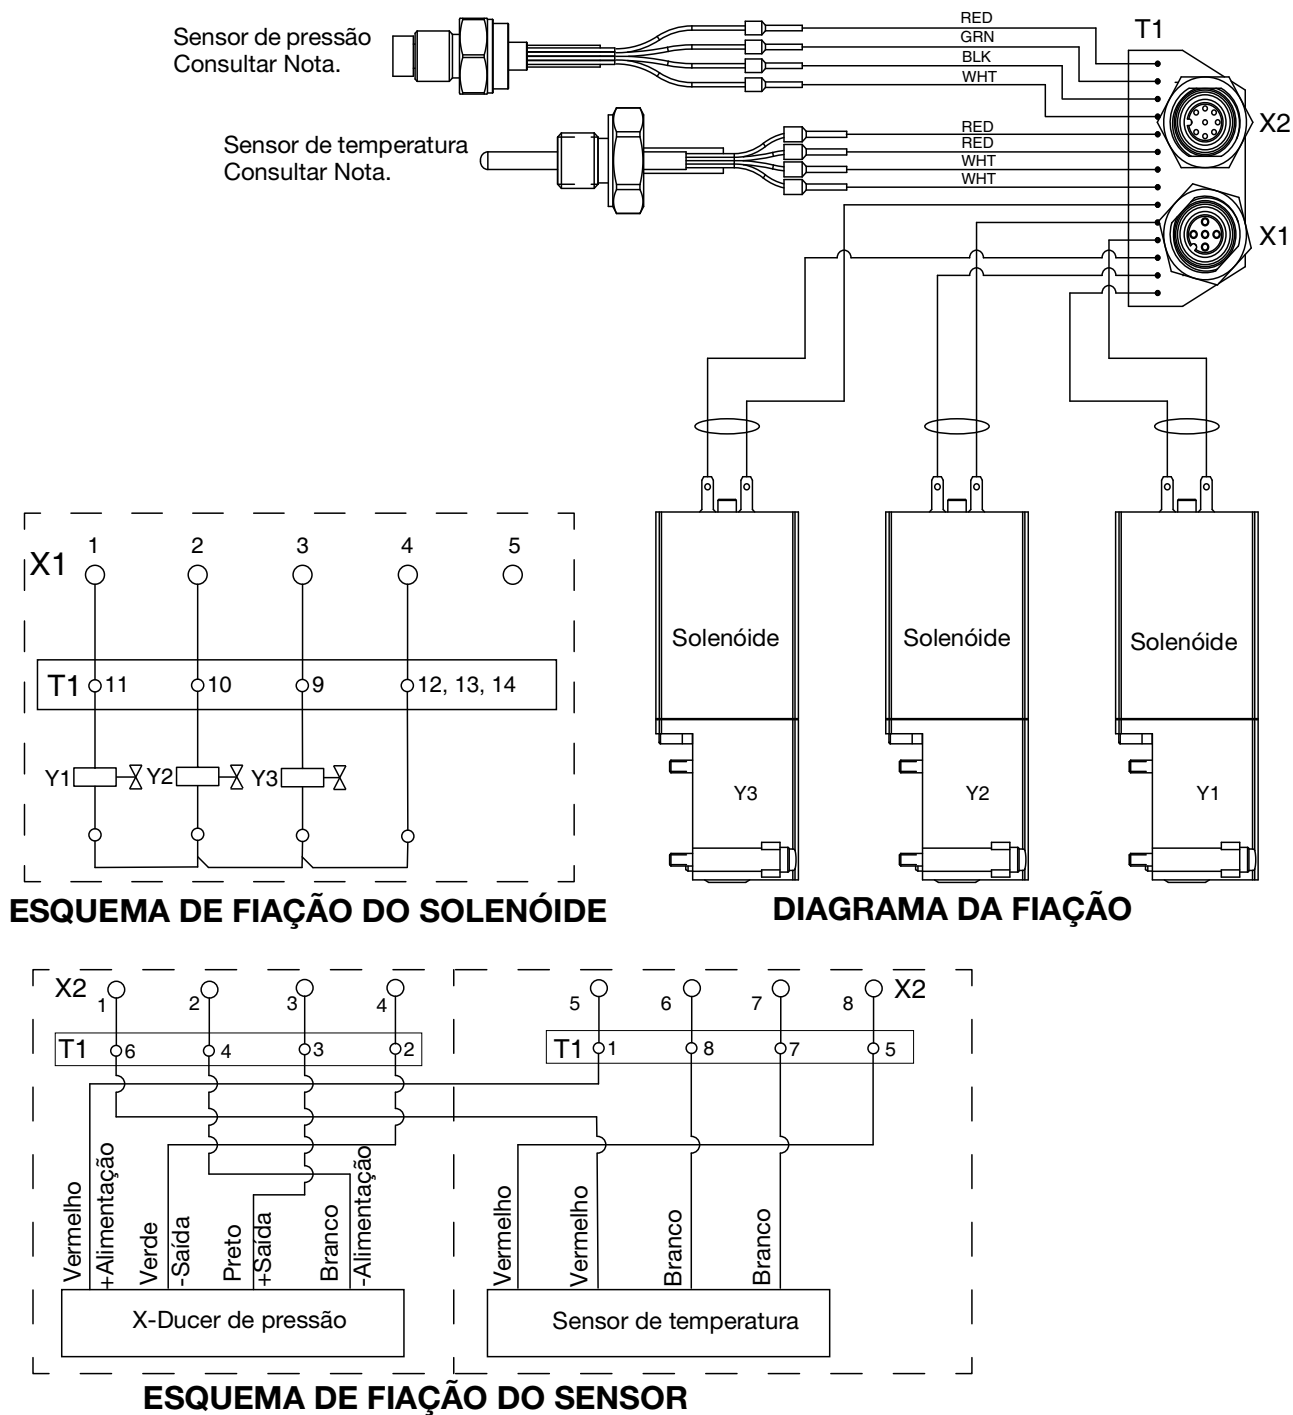 Sensor de pressão
Consultar Nota.
RED
GRN
BLK
WHT
T1
X2
Sensor de temperatura
Consultar Nota.
RED
RED
WHT
WHT
X1
X1
1
2
3
4
5
T1
11
10
9
12, 13, 14
Y1
Y2
Y3
Solenóide
Solenóide
Solenóide
Y3
Y2
Y1
ESQUEMA DE FIAÇÃO DO SOLENÓIDE
DIAGRAMA DA FIAÇÃO
X2
1
2
3
4
5
6
7
8
X2
T1
6
4
3
2
T1
1
8
7
5
Vermelho
+Alimentação
Verde
-Saída
Preto
+Saída
Branco
-Alimentação
Vermelho
Vermelho
Branco
Branco
X-Ducer de pressão
Sensor de temperatura
ESQUEMA DE FIAÇÃO DO SENSOR